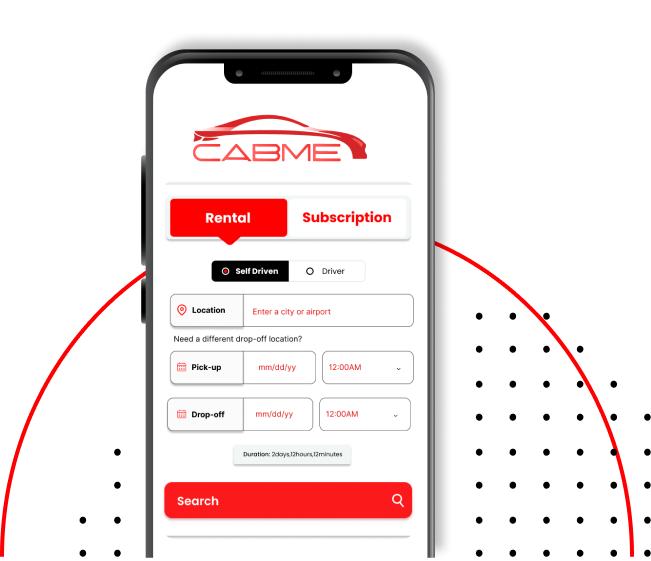 CABME
Rental
Subscription
Self Driven
Driver
Location
Enter a city or airport
Need a different drop-off location?
Pick-up
mm/dd/yy
12:00AM
Drop-off
mm/dd/yy
12:00AM
Duration: 2days,12hours,12minutes
Search